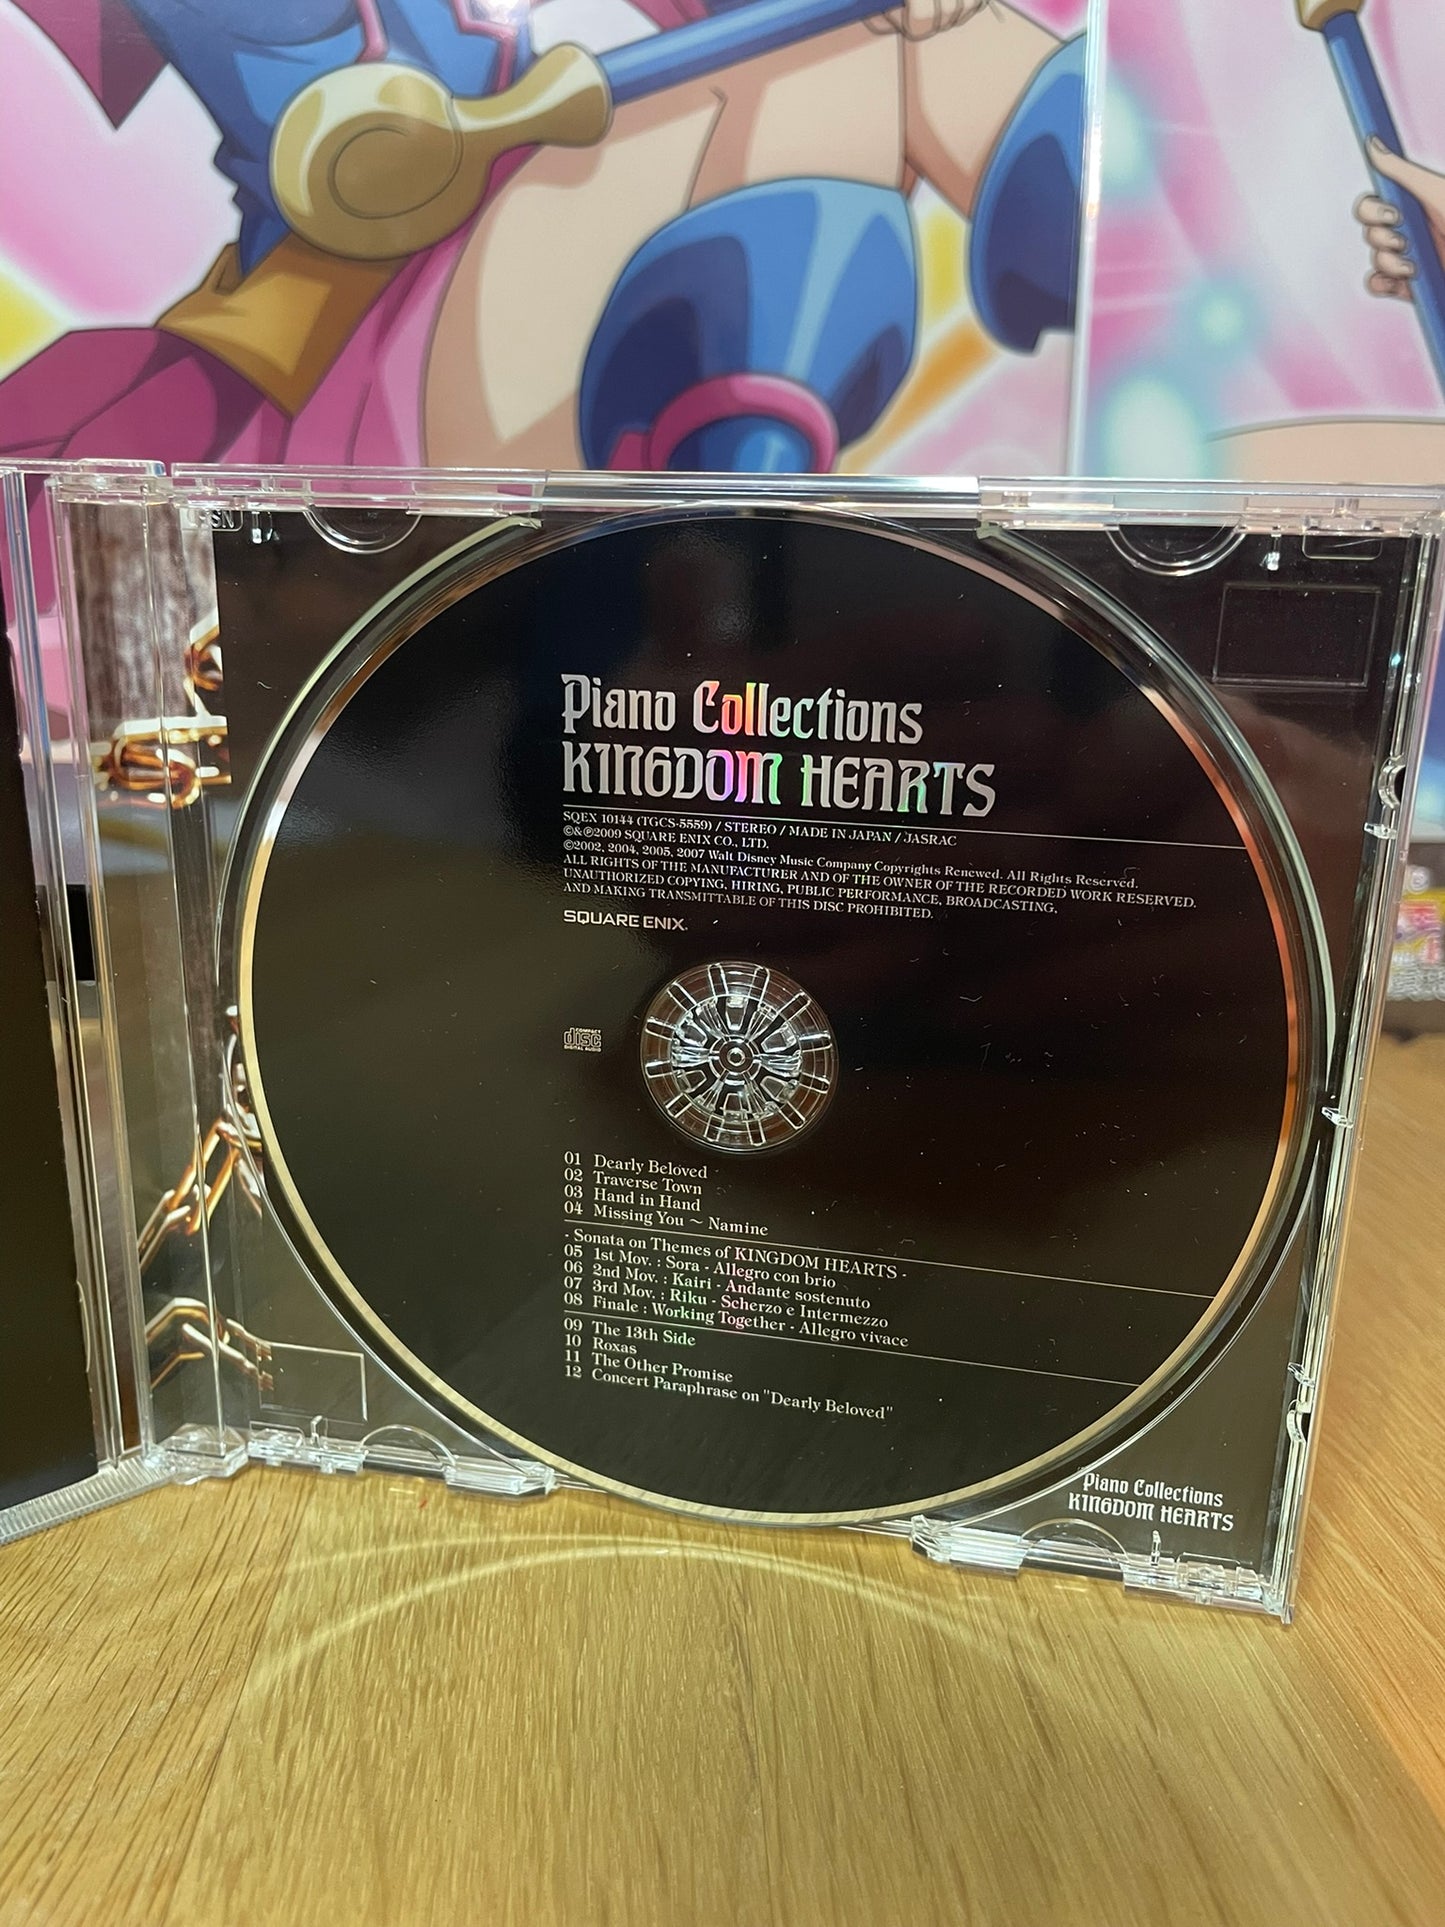 Piano Collections
KINGDOM HEARTS
SQEX 10144 (TGCS-5559) / STEREO / MADE IN JAPAN / JASRAC
©&℗2009 SQUARE ENIX CO., LTD.
©2002, 2004, 2005, 2007 Walt Disney Music Company Copyrights Renewed. All Rights Reserved.
ALL RIGHTS OF THE MANUFACTURER AND OF THE OWNER OF THE RECORDED WORK RESERVED.
UNAUTHORIZED COPYING, HIRING, PUBLIC PERFORMANCE, BROADCASTING,
AND MAKING TRANSMITTABLE OF THIS DISC PROHIBITED.
SQUARE ENIX.
COMPACT
disc
DIGITAL AUDIO
01 Dearly Beloved
02 Traverse Town
03 Hand in Hand
04 Missing You ～ Namine
- Sonata on Themes of KINGDOM HEARTS -
05 1st Mov. : Sora - Allegro con brio
06 2nd Mov. : Kairi - Andante sostenuto
07 3rd Mov. : Riku - Scherzo e Intermezzo
08 Finale : Working Together - Allegro vivace
09 The 13th Side
10 Roxas
11 The Other Promise
12 Concert Paraphrase on "Dearly Beloved"
Piano Collections
KINGDOM HEARTS